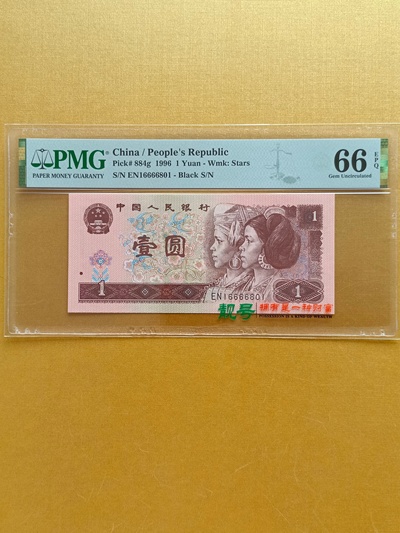 PMG
PAPER MONEY GUARANTY
China / People's Republic
Pick# 884g 1996 1 Yuan - Wmk: Stars
S/N EN16666801 - Black S/N
66 EPQ
Gem Uncirculated
中国人民银行
1
壹圆
EN16666801
1
1
靓号